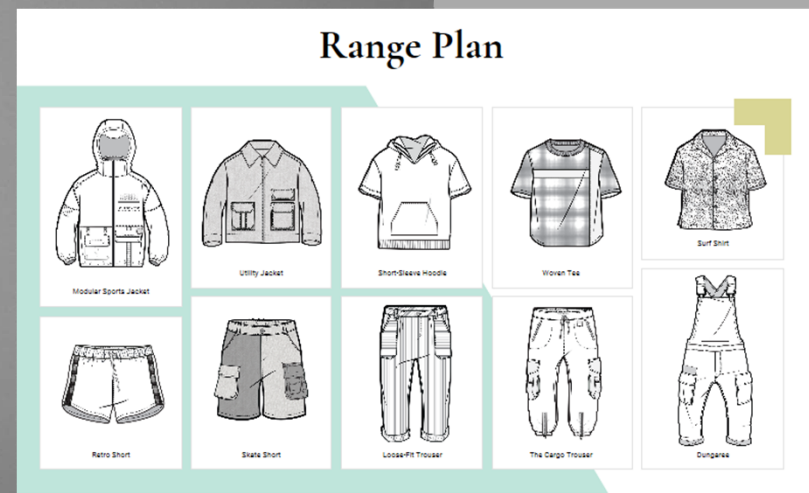 Range Plan
Modular Sports Jacket
Utility Jacket
Short-Sleeve Hoodie
Woven Tee
Surf Shirt
Retro Short
Skate Short
Loose-Fit Trouser
The Cargo Trouser
Dungaree